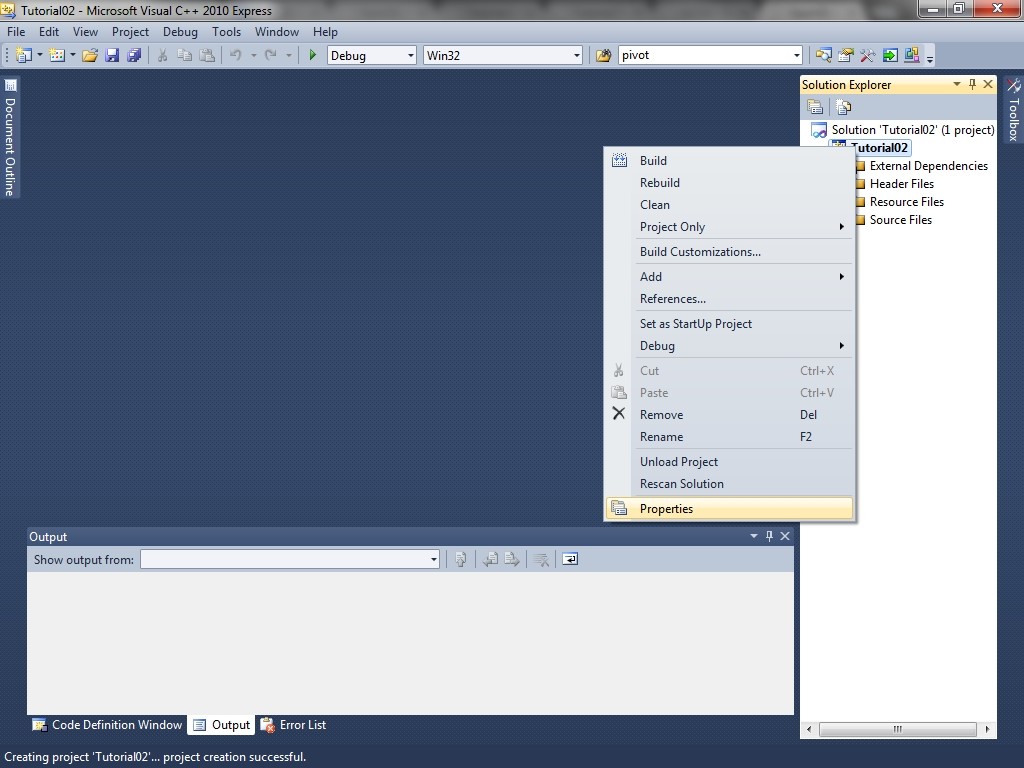 Tutorial02 - Microsoft Visual C++ 2010 Express
File Edit View Project Debug Tools Window Help
Debug Win32 pivot
Document Outline
Solution Explorer
Toolbox
Solution 'Tutorial02' (1 project)
Tutorial02
External Dependencies
Header Files
Resource Files
Source Files
Build
Rebuild
Clean
Project Only
Build Customizations...
Add
References...
Set as StartUp Project
Debug
Cut Ctrl+X
Paste Ctrl+V
Remove Del
Rename F2
Unload Project
Rescan Solution
Properties
Output
Show output from:
Code Definition Window Output Error List
Creating project 'Tutorial02'... project creation successful.